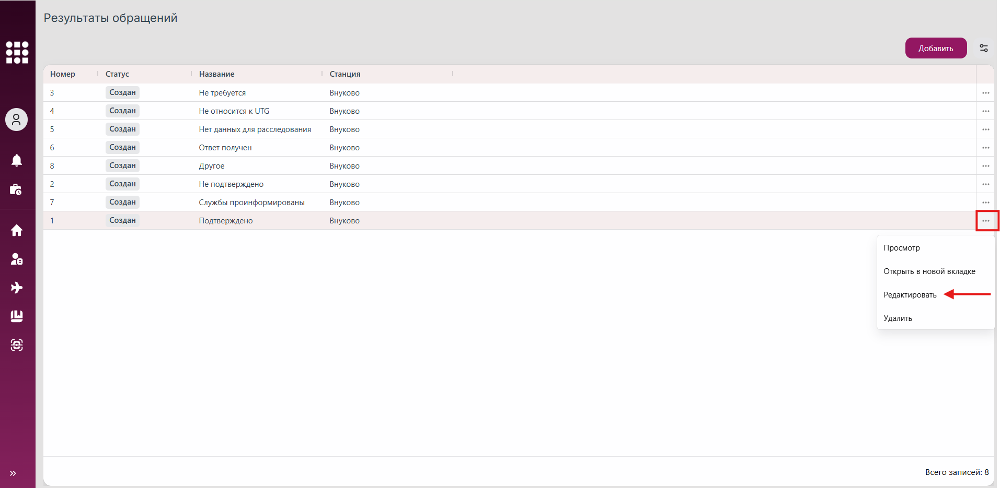 Результаты обращений
Добавить
Номер Статус Название Станция
3 Создан Не требуется Внуково
4 Создан Не относится к UTG Внуково
5 Создан Нет данных для расследования Внуково
6 Создан Ответ получен Внуково
8 Создан Другое Внуково
2 Создан Не подтверждено Внуково
7 Создан Службы проинформированы Внуково
1 Создан Подтверждено Внуково
Просмотр
Открыть в новой вкладке
Редактировать
Удалить
Всего записей: 8